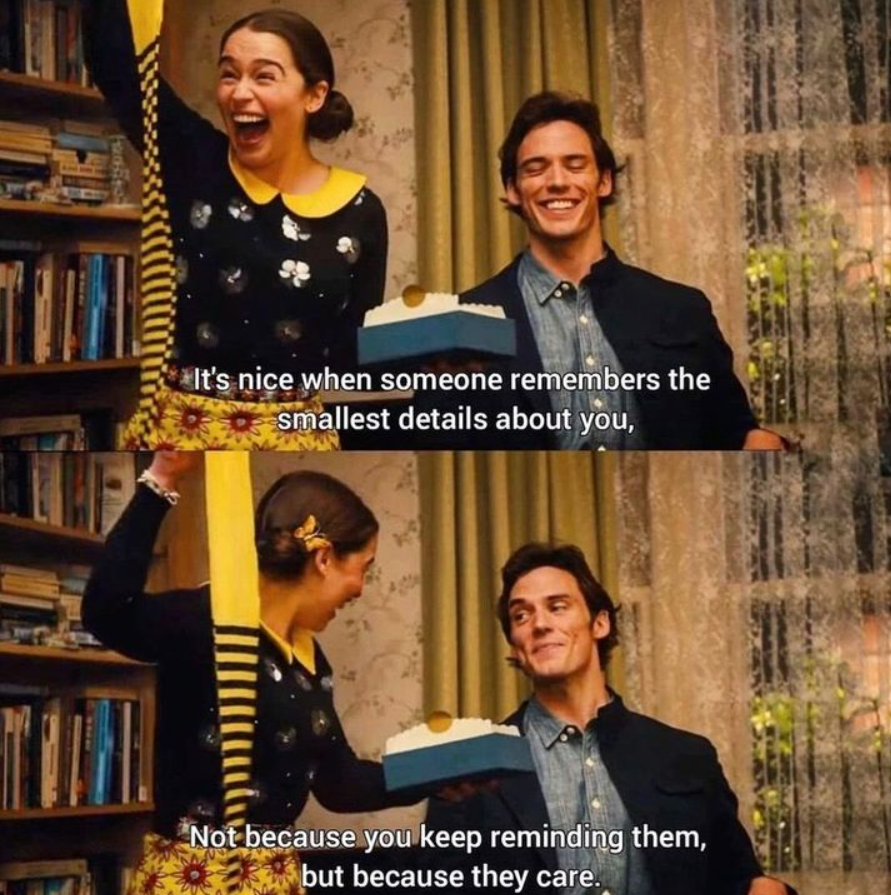 It's nice when someone remembers the
smallest details about you,
Not because you keep reminding them,
but because they care.